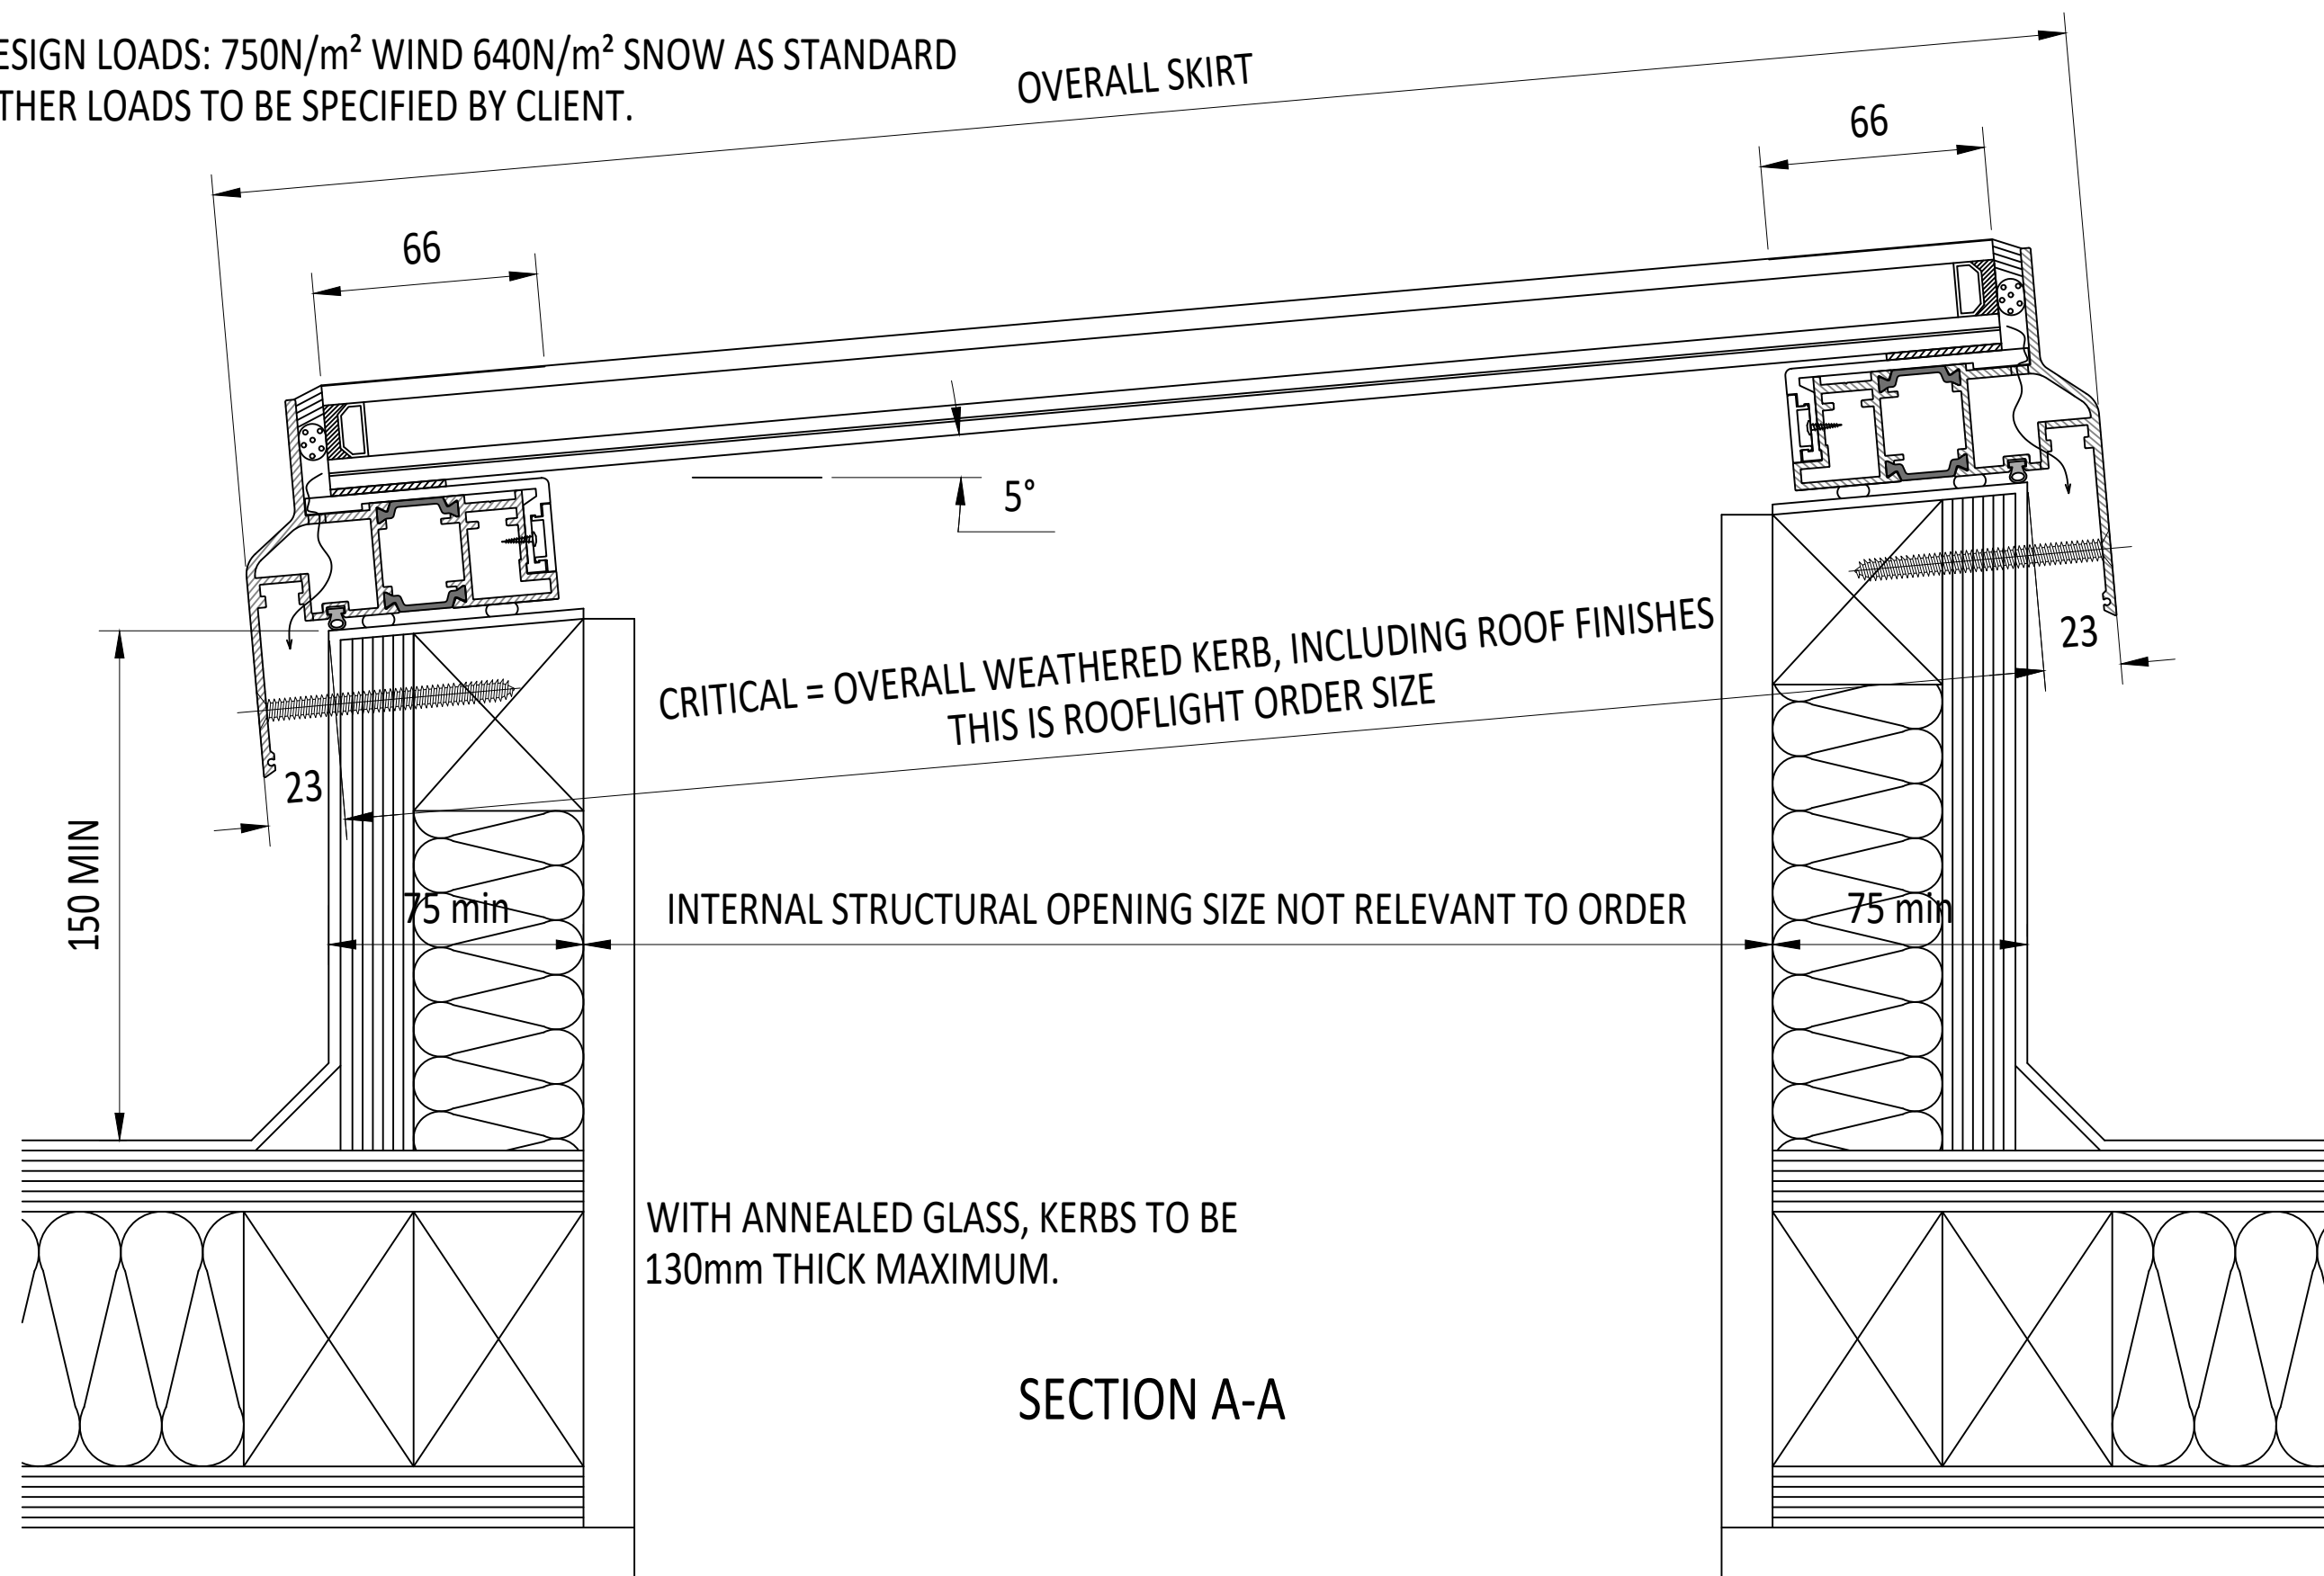 ESIGN LOADS: 750N/m² WIND 640N/m² SNOW AS STANDARD
THER LOADS TO BE SPECIFIED BY CLIENT.
OVERALL SKIRT
66
66
5°
23
CRITICAL = OVERALL WEATHERED KERB, INCLUDING ROOF FINISHES
THIS IS ROOFLIGHT ORDER SIZE
23
150 MIN
75 min
INTERNAL STRUCTURAL OPENING SIZE NOT RELEVANT TO ORDER
75 min
WITH ANNEALED GLASS, KERBS TO BE
130mm THICK MAXIMUM.
SECTION A-A